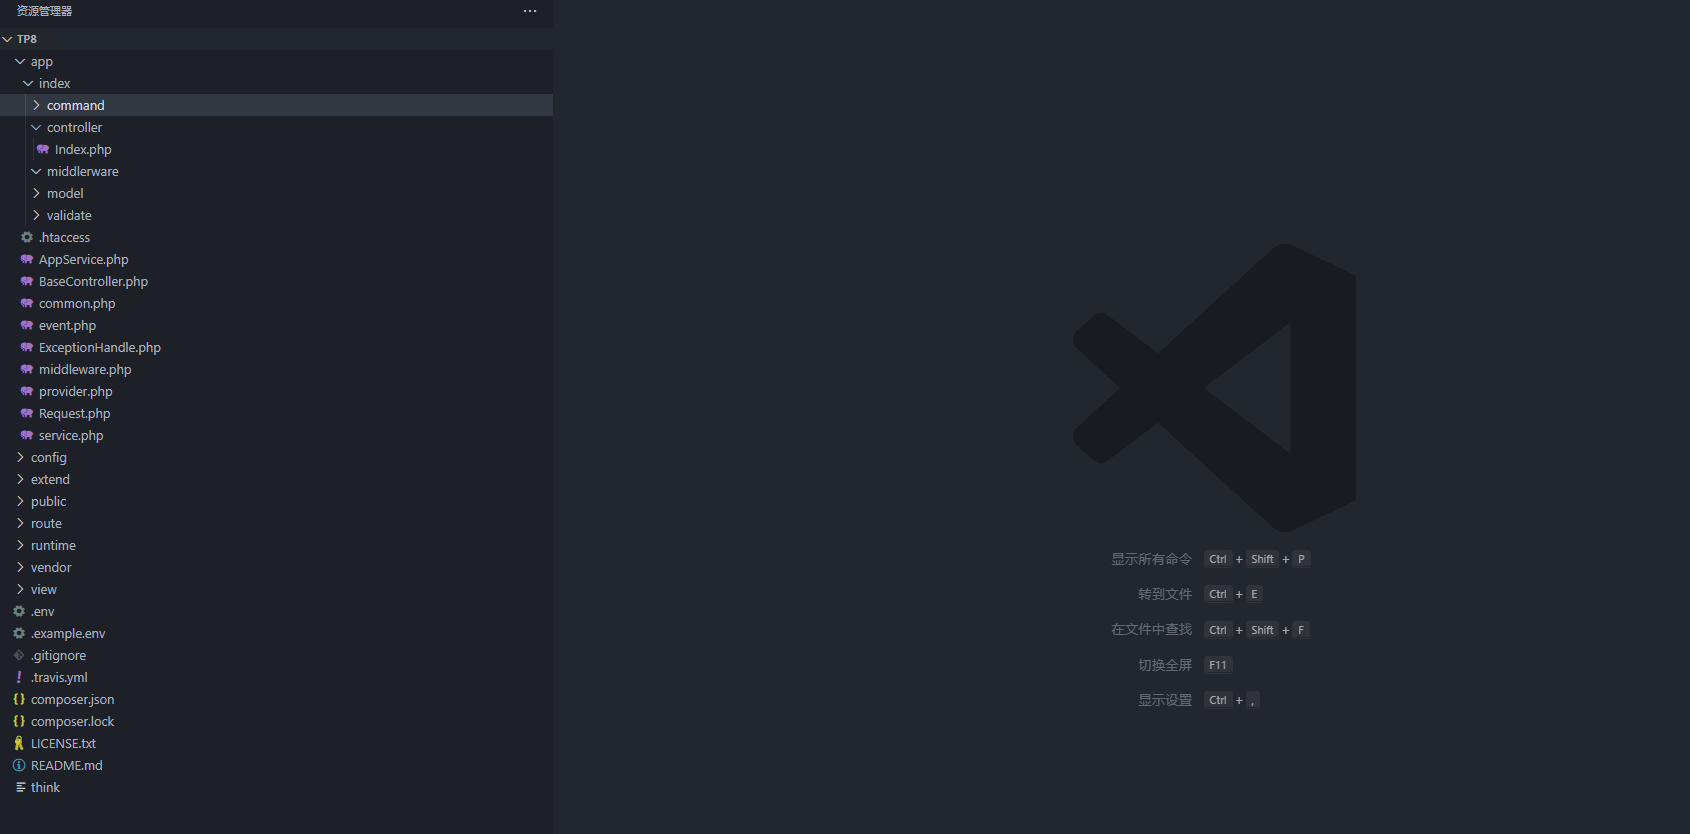 资源管理器
TP8
app
index
command
controller
Index.php
middlerware
model
validate
.htaccess
AppService.php
BaseController.php
common.php
event.php
ExceptionHandle.php
middleware.php
provider.php
Request.php
service.php
config
extend
public
route
runtime
vendor
view
.env
.example.env
.gitignore
.travis.yml
composer.json
composer.lock
LICENSE.txt
README.md
think
显示所有命令 Ctrl + Shift + P
转到文件 Ctrl + E
在文件中查找 Ctrl + Shift + F
切换全屏 F11
显示设置 Ctrl + ,